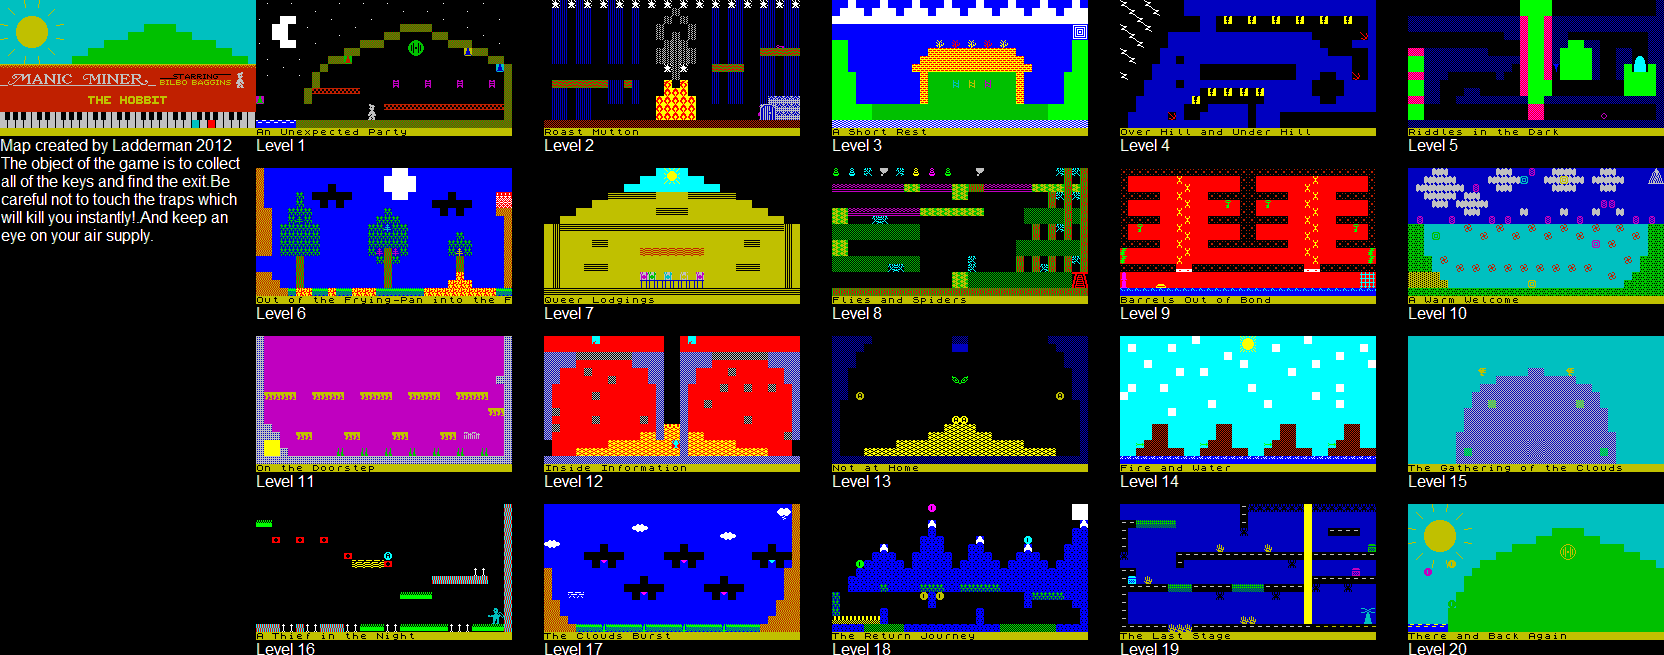 MANIC MINER
STARRING
BILBO BAGGINS
THE HOBBIT
Map created by Ladderman 2012
The object of the game is to collect
all of the keys and find the exit.Be
careful not to touch the traps which
will kill you instantly!.And keep an
eye on your air supply.
An Unexpected Party
Level 1
Roast Mutton
Level 2
A Short Rest
Level 3
Over Hill and Under Hill
Level 4
Riddles in the Dark
Level 5
Out of the Frying-Pan into the F
Level 6
Queer Lodgings
Level 7
Flies and Spiders
Level 8
Barrels Out of Bond
Level 9
A Warm Welcome
Level 10
On the Doorstep
Level 11
Inside Information
Level 12
Not at Home
Level 13
Fire and Water
Level 14
The Gathering of the Clouds
Level 15
A Thief in the Night
Level 16
The Clouds Burst
Level 17
The Return Journey
Level 18
The Last Stage
Level 19
There and Back Again
Level 20